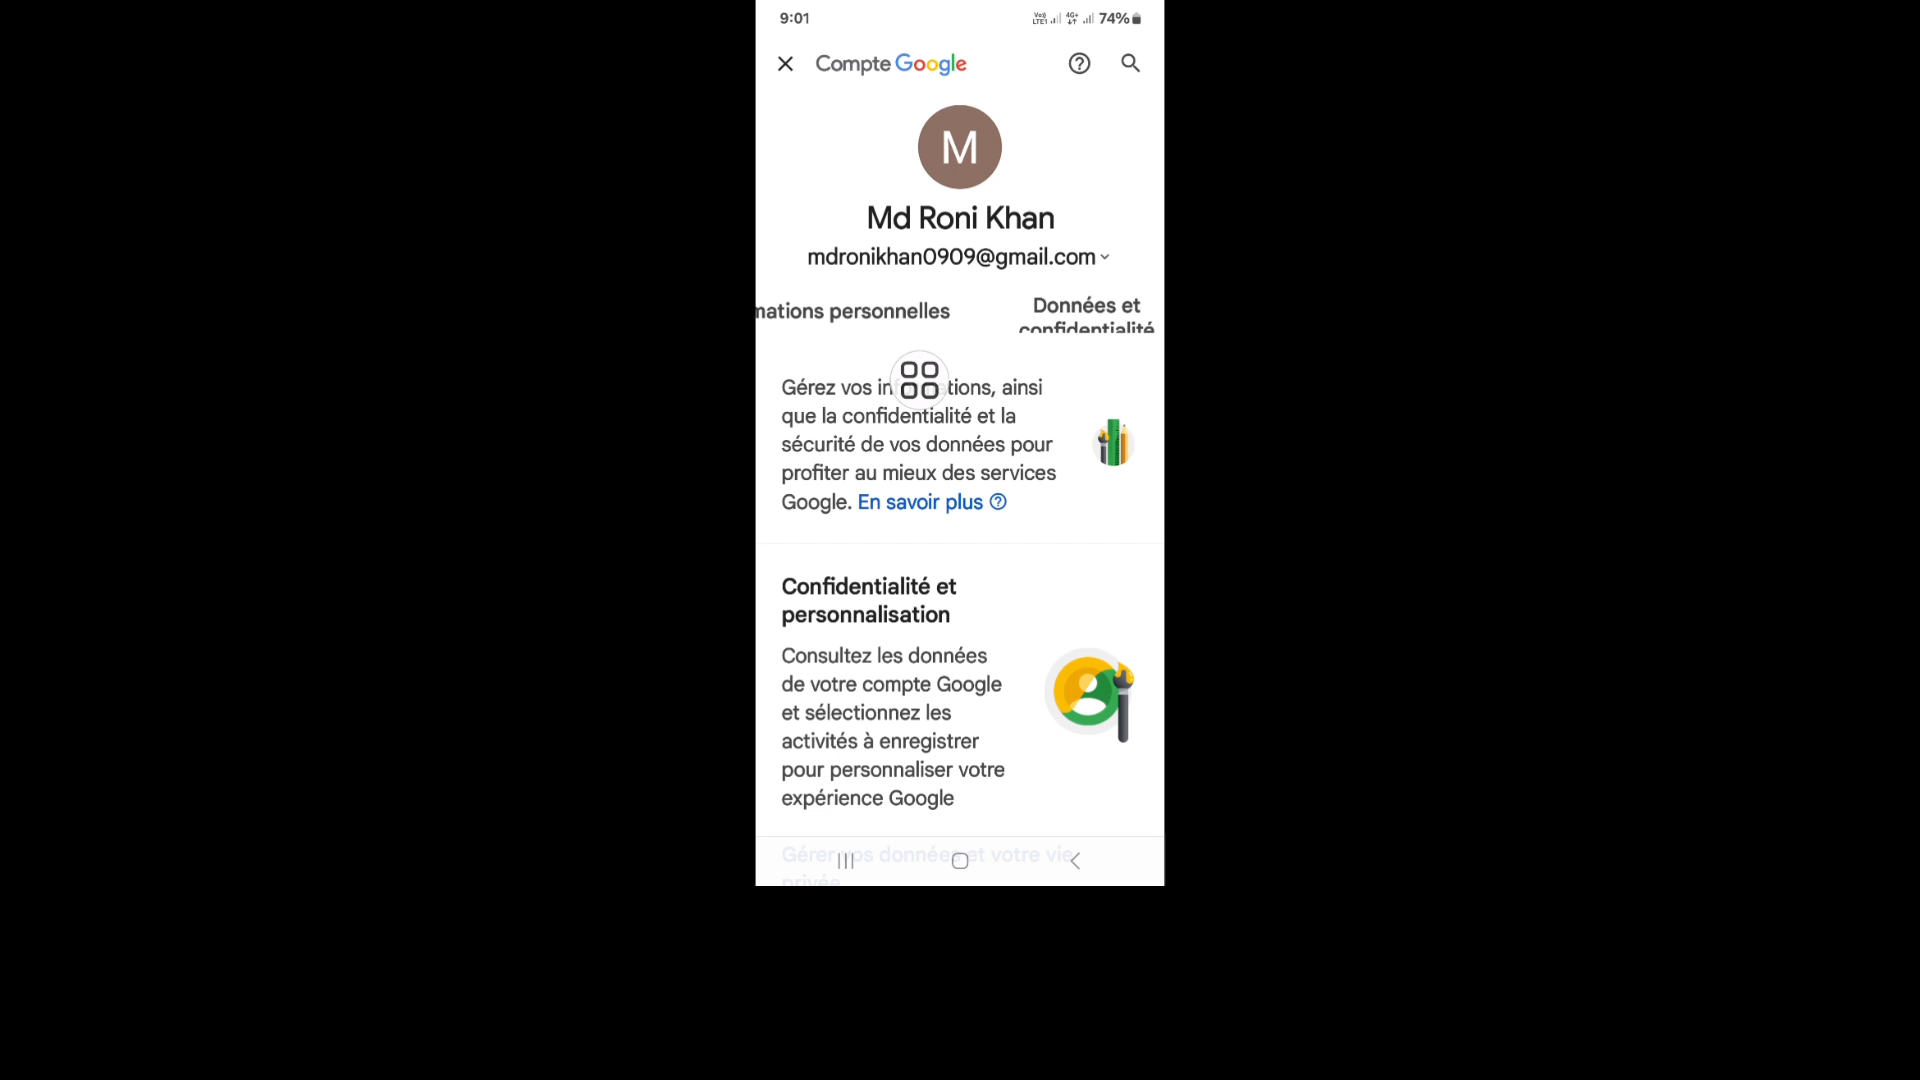 9:01
74%
Compte Google
M
Md Roni Khan
mdronikhan0909@gmail.com
mations personnelles
Données et
confidentialité
Gérez vos in tions, ainsi
que la confidentialité et la
sécurité de vos données pour
profiter au mieux des services
Google. En savoir plus
Confidentialité et
personnalisation
Consultez les données
de votre compte Google
et sélectionnez les
activités à enregistrer
pour personnaliser votre
expérience Google
Gérer vos données et votre vie
privée